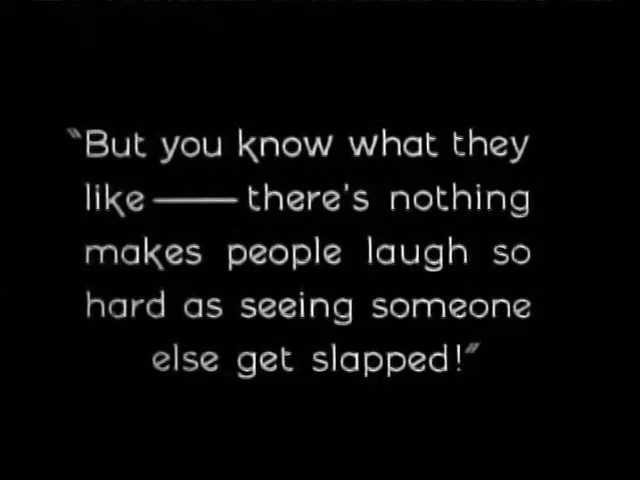 "But you know what they
like—there's nothing
makes people laugh so
hard as seeing someone
else get slapped!"